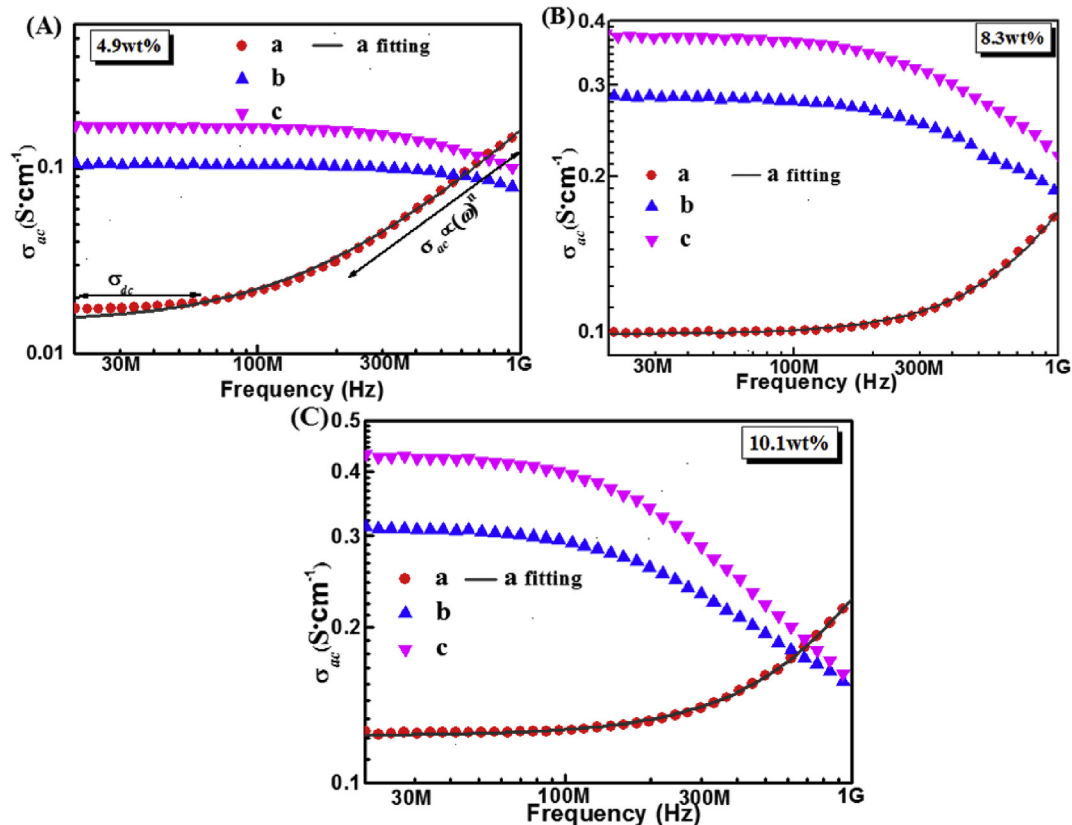 (A)
4.9wt%
a
a fitting
b
c
0.1
0.01
σac(S·cm-1)
σdc
σac∝(ω)n
30M
100M
300M
1G
Frequency (Hz)
(B)
8.3wt%
0.4
0.3
0.2
0.1
σac(S·cm-1)
a
a fitting
b
c
30M
100M
300M
1G
Frequency (Hz)
(C)
10.1wt%
0.5
0.4
0.3
0.2
0.1
σac(S·cm-1)
a
a fitting
b
c
30M
100M
300M
1G
Frequency (Hz)